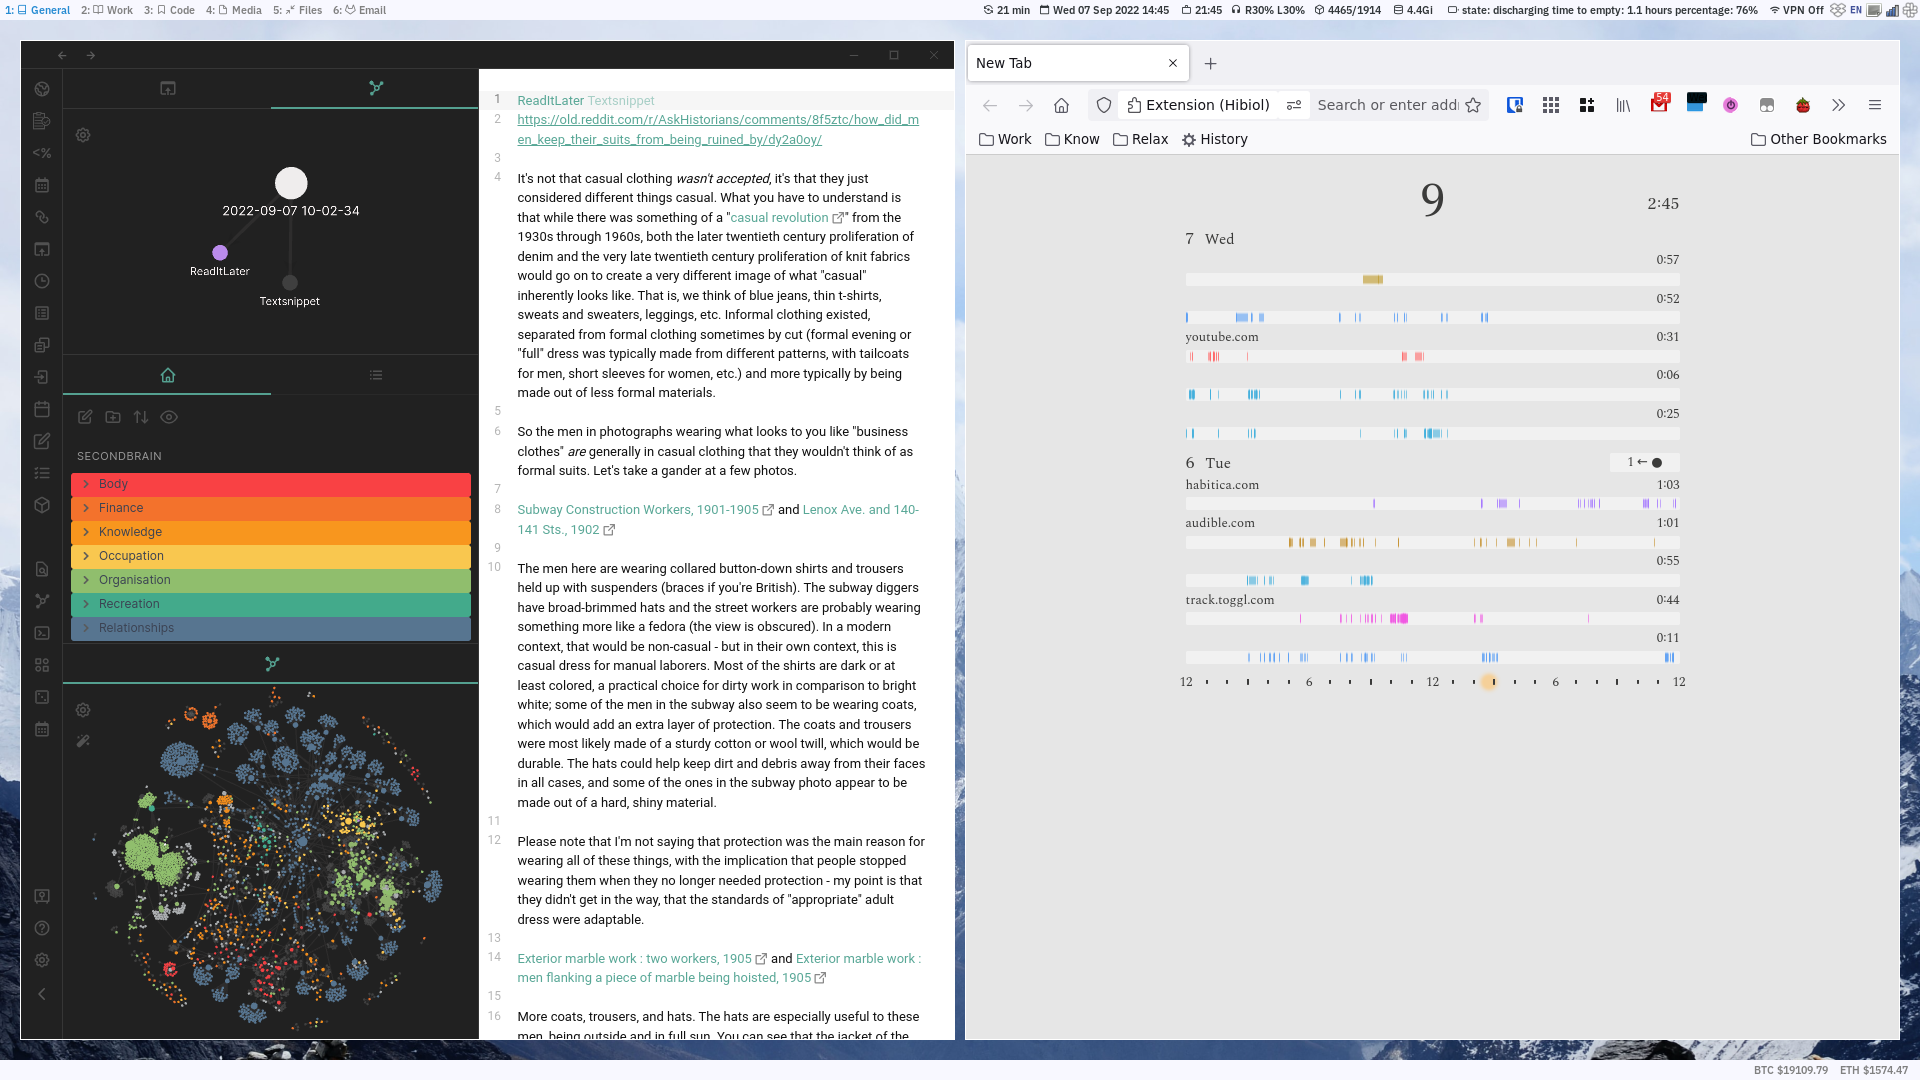 1: General 2: Work 3: Code 4: Media 5: Files 6: Email
21 min Wed 07 Sep 2022 14:45 21:45 R30% L30% 4465/1914 4.4Gi state: discharging time to empty: 1.1 hours percentage: 76% VPN Off EN
2022-09-07 10-02-34
ReadItLater
Textsnippet
SECONDBRAIN
Body
Finance
Knowledge
Occupation
Organisation
Recreation
Relationships
1 ReadItLater Textsnippet
2 https://old.reddit.com/r/AskHistorians/comments/8f5ztc/how_did_m
en_keep_their_suits_from_being_ruined_by/dy2a0oy/
3
4 It's not that casual clothing wasn't accepted, it's that they just
considered different things casual. What you have to understand is
that while there was something of a "casual revolution" from the
1930s through 1960s, both the later twentieth century proliferation of
denim and the very late twentieth century proliferation of knit fabrics
would go on to create a very different image of what "casual"
inherently looks like. That is, we think of blue jeans, thin t-shirts,
sweats and sweaters, leggings, etc. Informal clothing existed,
separated from formal clothing sometimes by cut (formal evening or
"full" dress was typically made from different patterns, with tailcoats
for men, short sleeves for women, etc.) and more typically by being
made out of less formal materials.
5
6 So the men in photographs wearing what looks to you like "business
clothes" are generally in casual clothing that they wouldn't think of as
formal suits. Let's take a gander at a few photos.
7
8 Subway Construction Workers, 1901-1905 and Lenox Ave. and 140-
141 Sts., 1902
9
10 The men here are wearing collared button-down shirts and trousers
held up with suspenders (braces if you're British). The subway diggers
have broad-brimmed hats and the street workers are probably wearing
something more like a fedora (the view is obscured). In a modern
context, that would be non-casual - but in their own context, this is
casual dress for manual laborers. Most of the shirts are dark or at
least colored, a practical choice for dirty work in comparison to bright
white; some of the men in the subway also seem to be wearing coats,
which would add an extra layer of protection. The coats and trousers
were most likely made of a sturdy cotton or wool twill, which would be
durable. The hats could help keep dirt and debris away from their faces
in all cases, and some of the ones in the subway photo appear to be
made out of a hard, shiny material.
11
12 Please note that I'm not saying that protection was the main reason for
wearing all of these things, with the implication that people stopped
wearing them when they no longer needed protection - my point is that
they didn't get in the way, that the standards of "appropriate" adult
dress were adaptable.
13
14 Exterior marble work : two workers, 1905 and Exterior marble work :
men flanking a piece of marble being hoisted, 1905
15
16 More coats, trousers, and hats. The hats are especially useful to these
men, being outside and in full sun. You can see that the jacket of the
New Tab
Extension (Hibiol) Search or enter addr
54
Work Know Relax History Other Bookmarks
9 2:45
7 Wed
0:57
0:52
youtube.com 0:31
0:06
0:25
6 Tue 1 ←
habitica.com 1:03
audible.com 1:01
0:55
track.toggl.com 0:44
0:11
12 6 12 6 12
BTC $19109.79 ETH $1574.47